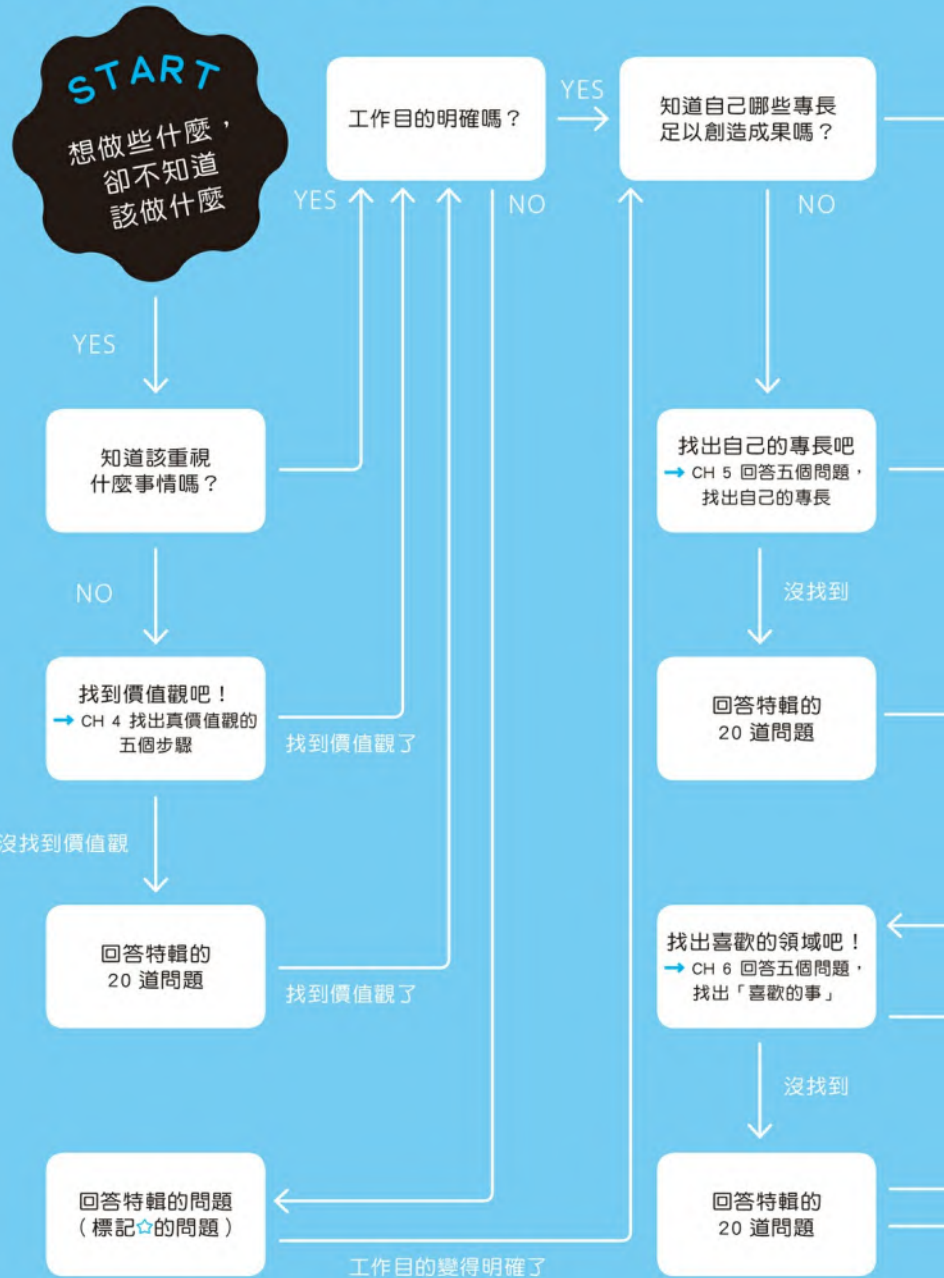 START
想做些什麼，
卻不知道
該做什麼
YES
知道該重視
什麼事情嗎？
NO
找到價值觀吧！
→ CH 4 找出真價值觀的
五個步驟
找到價值觀了
沒找到價值觀
回答特輯的
20 道問題
找到價值觀了
回答特輯的問題
（標記☆的問題）
工作目的變得明確了
工作目的明確嗎？
YES
YES
NO
知道自己哪些專長
足以創造成果嗎？
NO
找出自己的專長吧
→ CH 5 回答五個問題，
找出自己的專長
沒找到
回答特輯的
20 道問題
找出喜歡的領域吧！
→ CH 6 回答五個問題，
找出「喜歡的事」
沒找到
回答特輯的
20 道問題